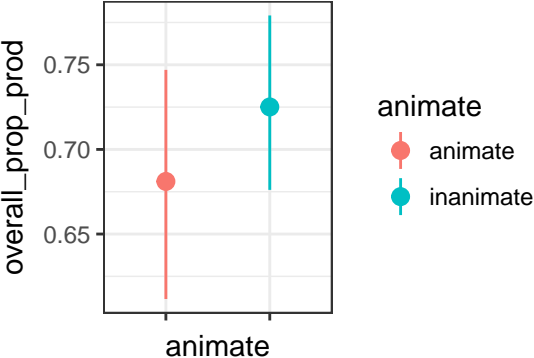 overall_prop_prod
0.75
0.70
0.65
animate
animate
animate
inanimate